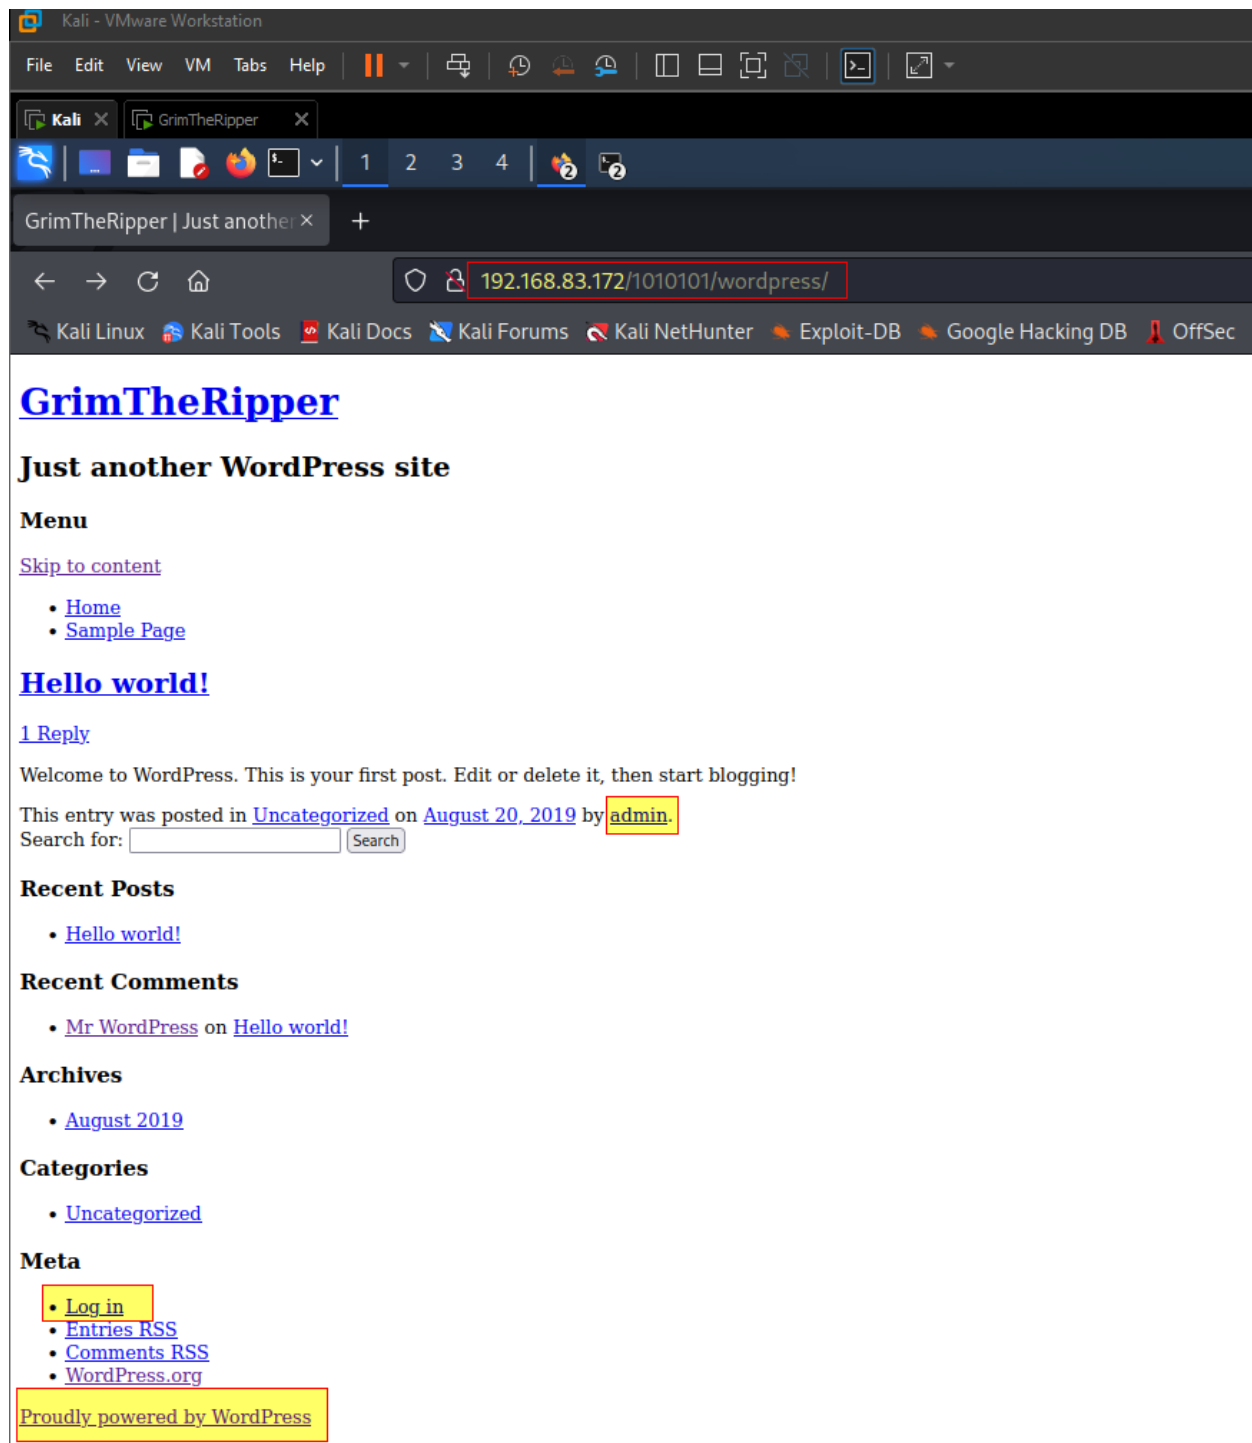 Kali - VMware Workstation
File Edit View VM Tabs Help
Kali GrimTheRipper
1 2 3 4 2 2
GrimTheRipper | Just another
192.168.83.172/1010101/wordpress/
Kali Linux Kali Tools Kali Docs Kali Forums Kali NetHunter Exploit-DB Google Hacking DB OffSec
GrimTheRipper
Just another WordPress site
Menu
Skip to content
• Home
• Sample Page
Hello world!
1 Reply
Welcome to WordPress. This is your first post. Edit or delete it, then start blogging!
This entry was posted in Uncategorized on August 20, 2019 by admin.
Search for: Search
Recent Posts
• Hello world!
Recent Comments
• Mr WordPress on Hello world!
Archives
• August 2019
Categories
• Uncategorized
Meta
• Log in
• Entries RSS
• Comments RSS
• WordPress.org
Proudly powered by WordPress